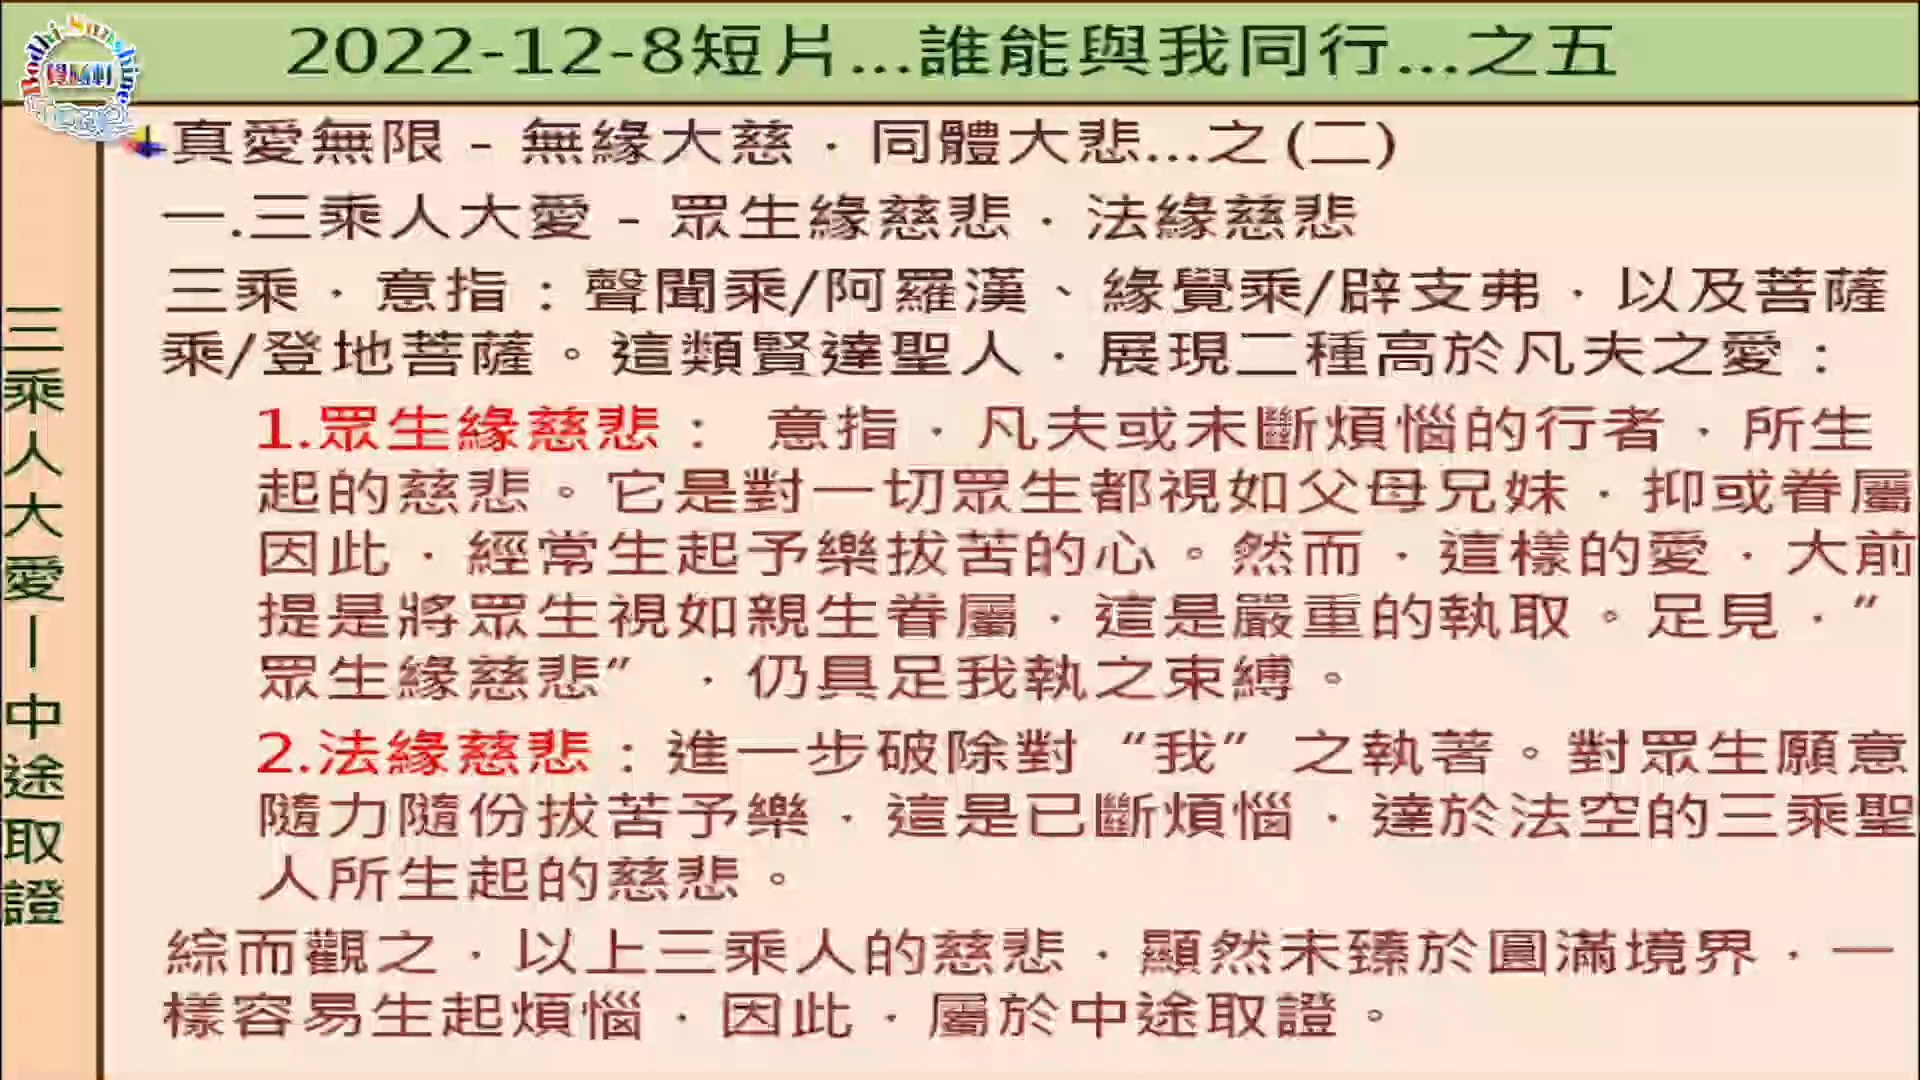 Bodhi Sunshine
2022-12-8短片...誰能與我同行...之五
真愛無限-無緣大慈．同體大悲...之(二)
一.三乘人大愛-眾生緣慈悲．法緣慈悲
三乘．意指：聲聞乘/阿羅漢、緣覺乘/辟支弗．以及菩薩
乘/登地菩薩。這類賢達聖人．展現二種高於凡夫之愛：
1.眾生緣慈悲： 意指．凡夫或未斷煩惱的行者．所生
起的慈悲。它是對一切眾生都視如父母兄妹．抑或眷屬
因此．經常生起予樂拔苦的心。然而．這樣的愛．大前
提是將眾生視如親生眷屬．這是嚴重的執取。足見．”
眾生緣慈悲”．仍具足我執之束縛。
2.法緣慈悲：進一步破除對“我”之執著。對眾生願意
隨力隨份拔苦予樂．這是已斷煩惱．達於法空的三乘聖
人所生起的慈悲。
綜而觀之．以上三乘人的慈悲．顯然未臻於圓滿境界．一
樣容易生起煩惱．因此．屬於中途取證。
三乘人大愛—中途取證